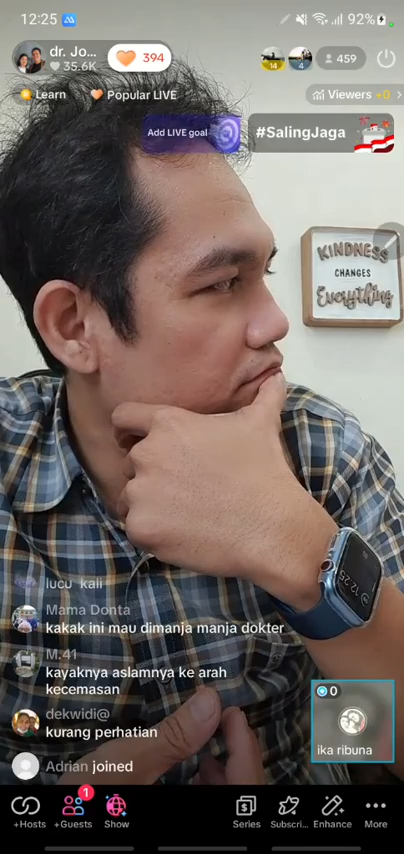 12:25
92%
dr. Jo...
35.6K
394
14
4
459
Learn
Popular LIVE
Viewers +0 >
Add LIVE goal
#SalingJaga
KINDNESS
CHANGES
Everything
12:25
lucu kali
Mama Donta
kakak ini mau dimanja manja dokter
M.41
kayaknya aslamnya ke arah
kecemasan
dekwidi@
kurang perhatian
Adrian joined
0
ika ribuna
1
+Hosts
+Guests
Show
Series
Subscri...
Enhance
More